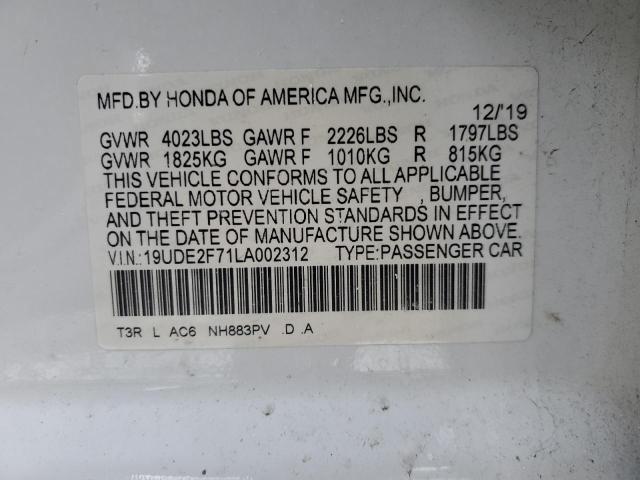 MFD.BY HONDA OF AMERICA MFG.,INC.
12/'19
GVWR 4023LBS GAWR F 2226LBS R 1797LBS
GVWR 1825KG GAWR F 1010KG R 815KG
THIS VEHICLE CONFORMS TO ALL APPLICABLE
FEDERAL MOTOR VEHICLE SAFETY , BUMPER,
AND THEFT PREVENTION STANDARDS IN EFFECT
ON THE DATE OF MANUFACTURE SHOWN ABOVE.
V.I.N.:19UDE2F71LA002312 TYPE:PASSENGER CAR
T3R L AC6 NH883PV .D .A